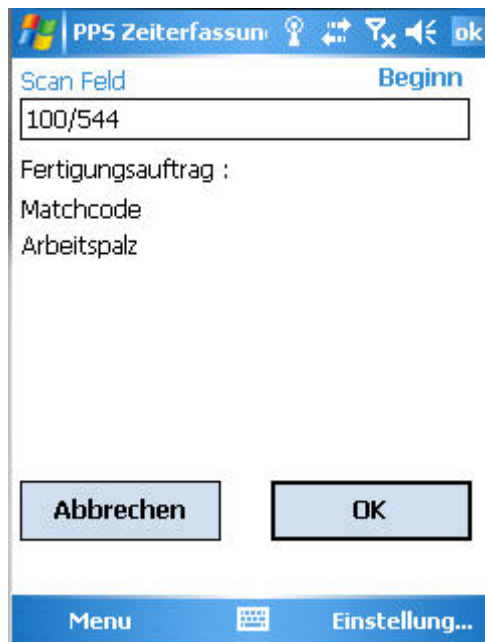 PPS Zeiterfassun ok
Scan Feld Beginn
100/544
Fertigungsauftrag :
Matchcode
Arbeitspalz
Abbrechen OK
Menu Einstellung...